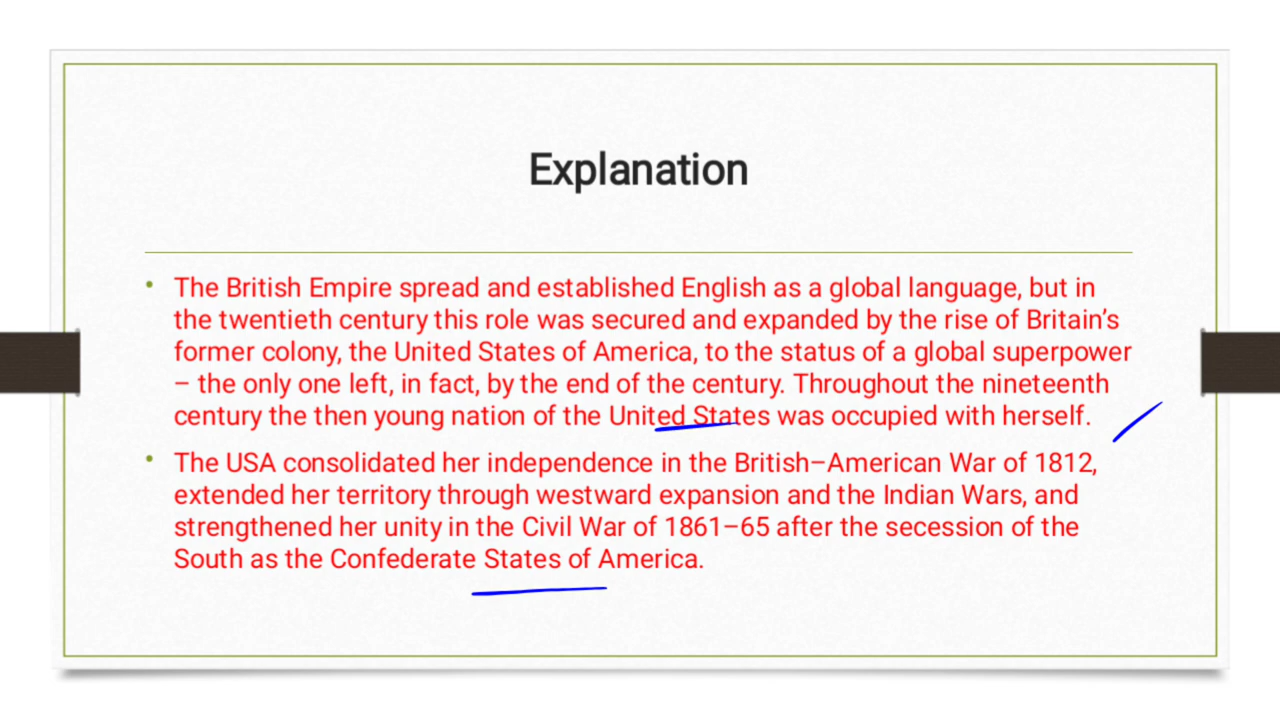 Explanation
• The British Empire spread and established English as a global language, but in
the twentieth century this role was secured and expanded by the rise of Britain’s
former colony, the United States of America, to the status of a global superpower
– the only one left, in fact, by the end of the century. Throughout the nineteenth
century the then young nation of the United States was occupied with herself.
• The USA consolidated her independence in the British–American War of 1812,
extended her territory through westward expansion and the Indian Wars, and
strengthened her unity in the Civil War of 1861–65 after the secession of the
South as the Confederate States of America.